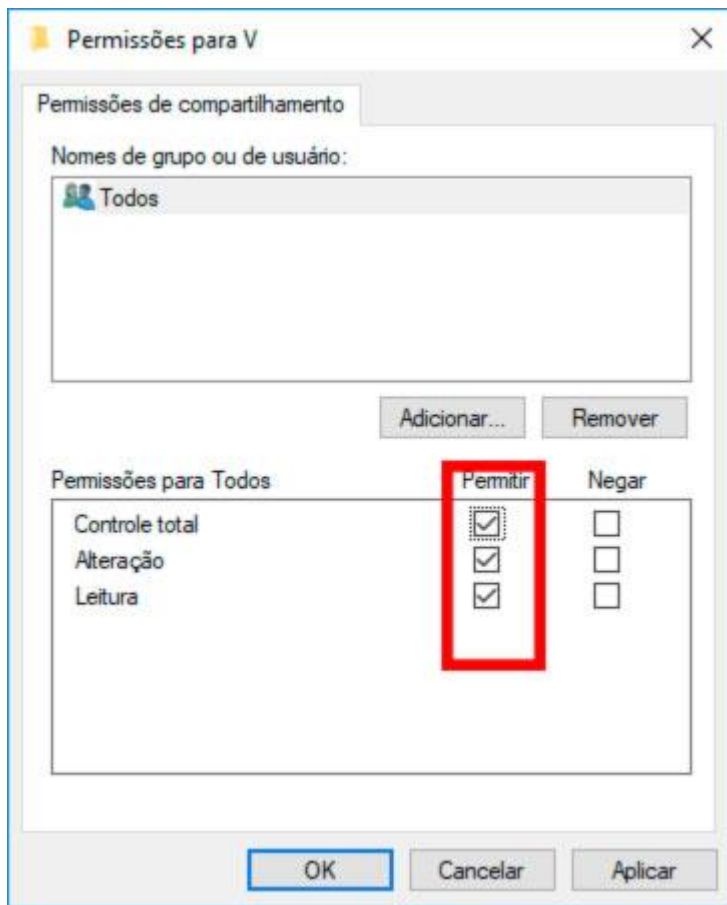 Permissões para V
Permissões de compartilhamento
Nomes de grupo ou de usuário:
Todos
Adicionar... Remover
Permissões para Todos Permitir Negar
Controle total
Alteração
Leitura
OK Cancelar Aplicar